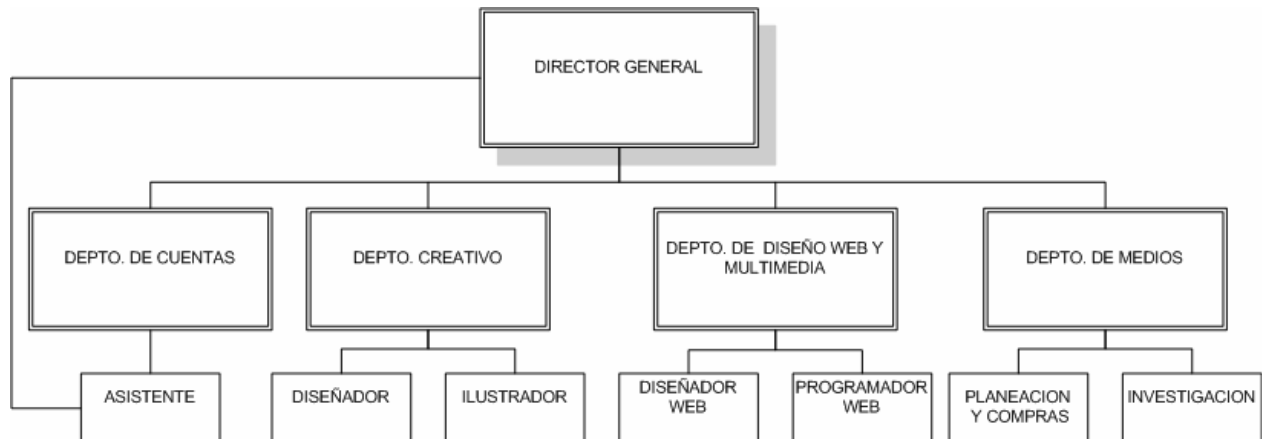 DIRECTOR GENERAL
DEPTO. DE CUENTAS
DEPTO. CREATIVO
DEPTO. DE DISEÑO WEB Y
MULTIMEDIA
DEPTO. DE MEDIOS
ASISTENTE
DISEÑADOR
ILUSTRADOR
DISEÑADOR
WEB
PROGRAMADOR
WEB
PLANEACION
Y COMPRAS
INVESTIGACION